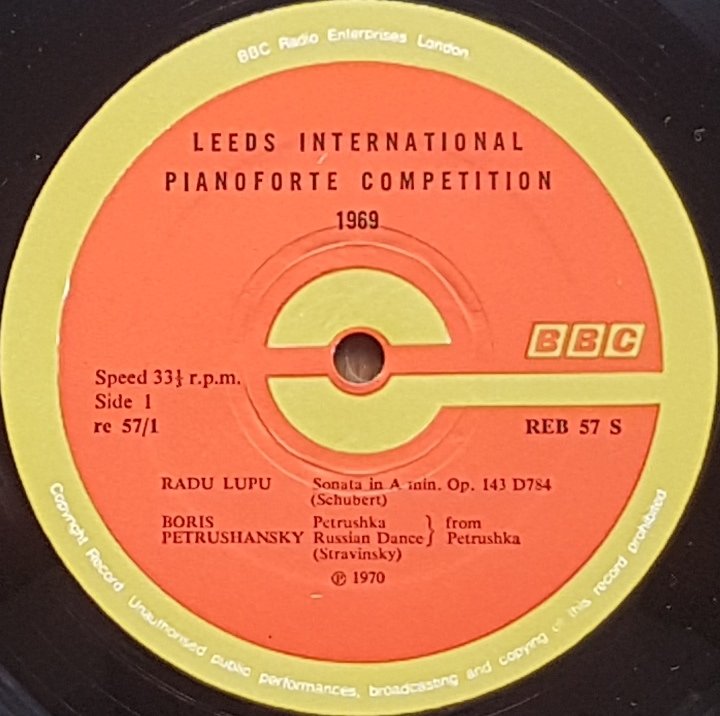 BBC Radio Enterprises London
LEEDS INTERNATIONAL
PIANOFORTE COMPETITION
1969
BBC
Speed 33⅓ r.p.m.
Side 1
re 57/1
REB 57 S
RADU LUPU Sonata in A min. Op. 143 D784
(Schubert)
BORIS Petrushka } from
PETRUSHANSKY Russian Dance } Petrushka
(Stravinsky)
℗ 1970
Copyright Record Unauthorised public performances, broadcasting and copying of this record prohibited